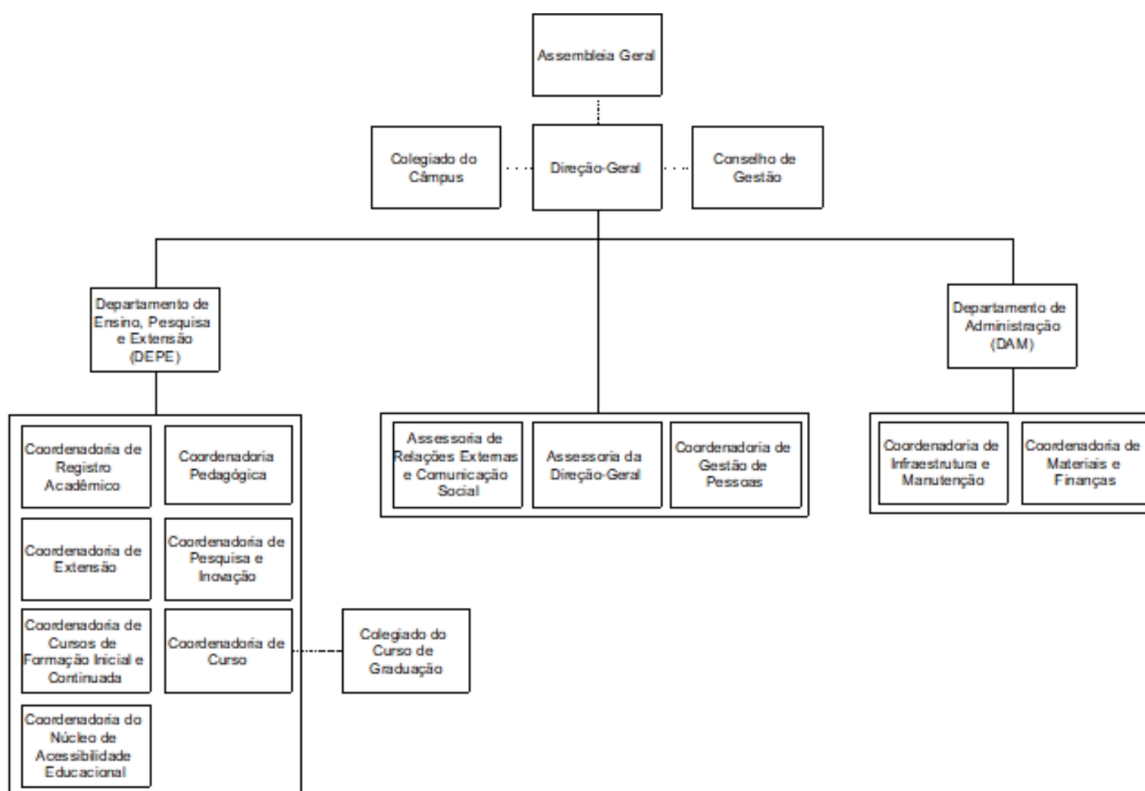 Assembleia Geral
Colegiado do
Câmpus
Direção-Geral
Conselho de
Gestão
Departamento de
Ensino, Pesquisa
e Extensão
(DEPE)
Departamento de
Administração
(DAM)
Coordenadoria de
Registro
Acadêmico
Coordenadoria
Pedagógica
Assessoria de
Relações Externas
e Comunicação
Social
Assessoria da
Direção-Geral
Coordenadoria de
Gestão de
Pessoas
Coordenadoria de
Infraestrutura e
Manutenção
Coordenadoria de
Materiais e
Finanças
Coordenadoria de
Extensão
Coordenadoria de
Pesquisa e
Inovação
Coordenadoria de
Cursos de
Formação Inicial e
Continuada
Coordenadoria de
Curso
Colegiado do
Curso de
Graduação
Coordenadoria do
Núcleo de
Acessibilidade
Educacional